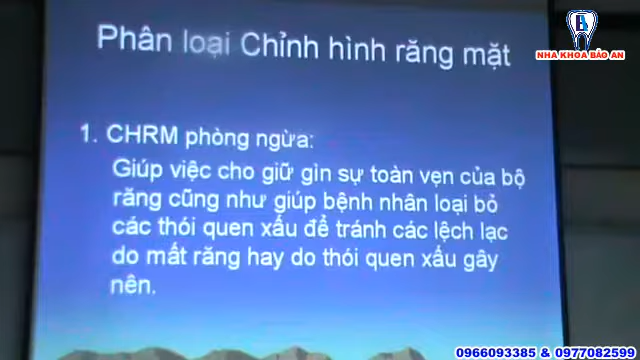 Phân loại Chỉnh hình răng mặt
NHA KHOA BẢO AN
1. CHRM phòng ngừa:
Giúp việc cho giữ gìn sự toàn vẹn của bộ
răng cũng như giúp bệnh nhân loại bỏ
các thói quen xấu để tránh các lệch lạc
do mất răng hay do thói quen xấu gây
nên.
0966093385 & 0977082599